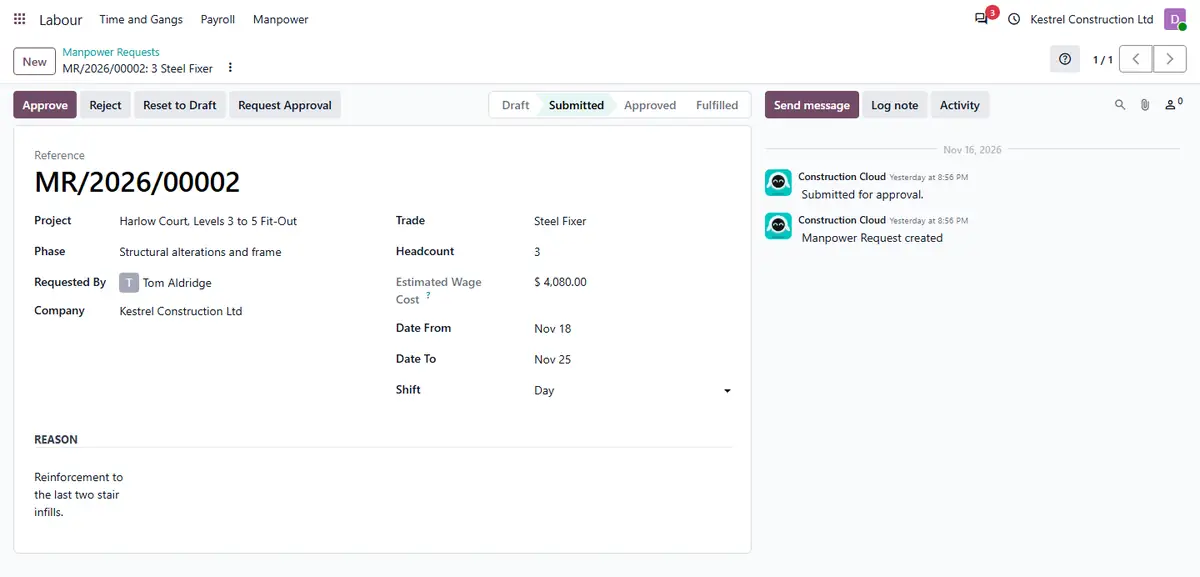 Labour Time and Gangs Payroll Manpower 3 Kestrel Construction Ltd D
New
Manpower Requests
MR/2026/00002: 3 Steel Fixer
1 / 1
Approve Reject Reset to Draft Request Approval Draft Submitted Approved Fulfilled Send message Log note Activity 0
Reference
MR/2026/00002
Project Harlow Court, Levels 3 to 5 Fit-Out
Phase Structural alterations and frame
Requested By T Tom Aldridge
Company Kestrel Construction Ltd
Trade Steel Fixer
Headcount 3
Estimated Wage Cost ? $ 4,080.00
Date From Nov 18
Date To Nov 25
Shift Day
REASON
Reinforcement to
the last two stair
infills.
Nov 16, 2026
Construction Cloud Yesterday at 8:56 PM
Submitted for approval.
Construction Cloud Yesterday at 8:56 PM
Manpower Request created